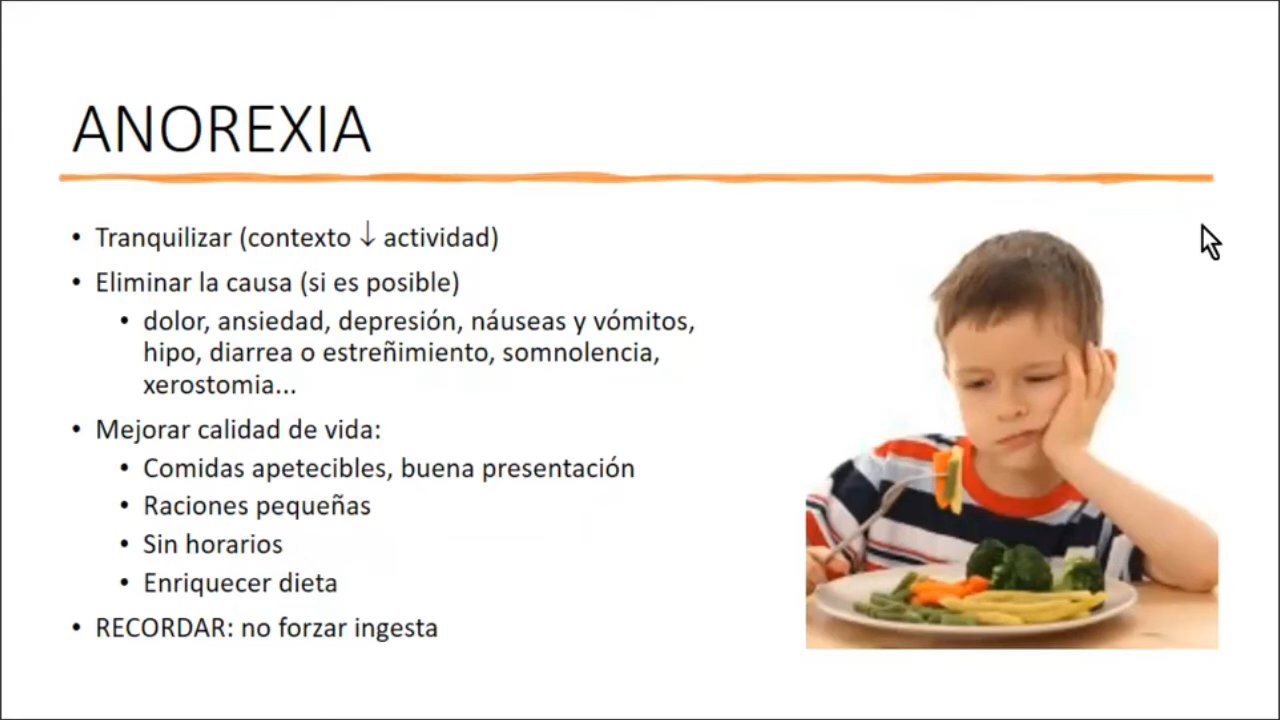 ANOREXIA
• Tranquilizar (contexto ↓ actividad)
• Eliminar la causa (si es posible)
• dolor, ansiedad, depresión, náuseas y vómitos,
hipo, diarrea o estreñimiento, somnolencia,
xerostomia...
• Mejorar calidad de vida:
• Comidas apetecibles, buena presentación
• Raciones pequeñas
• Sin horarios
• Enriquecer dieta
• RECORDAR: no forzar ingesta